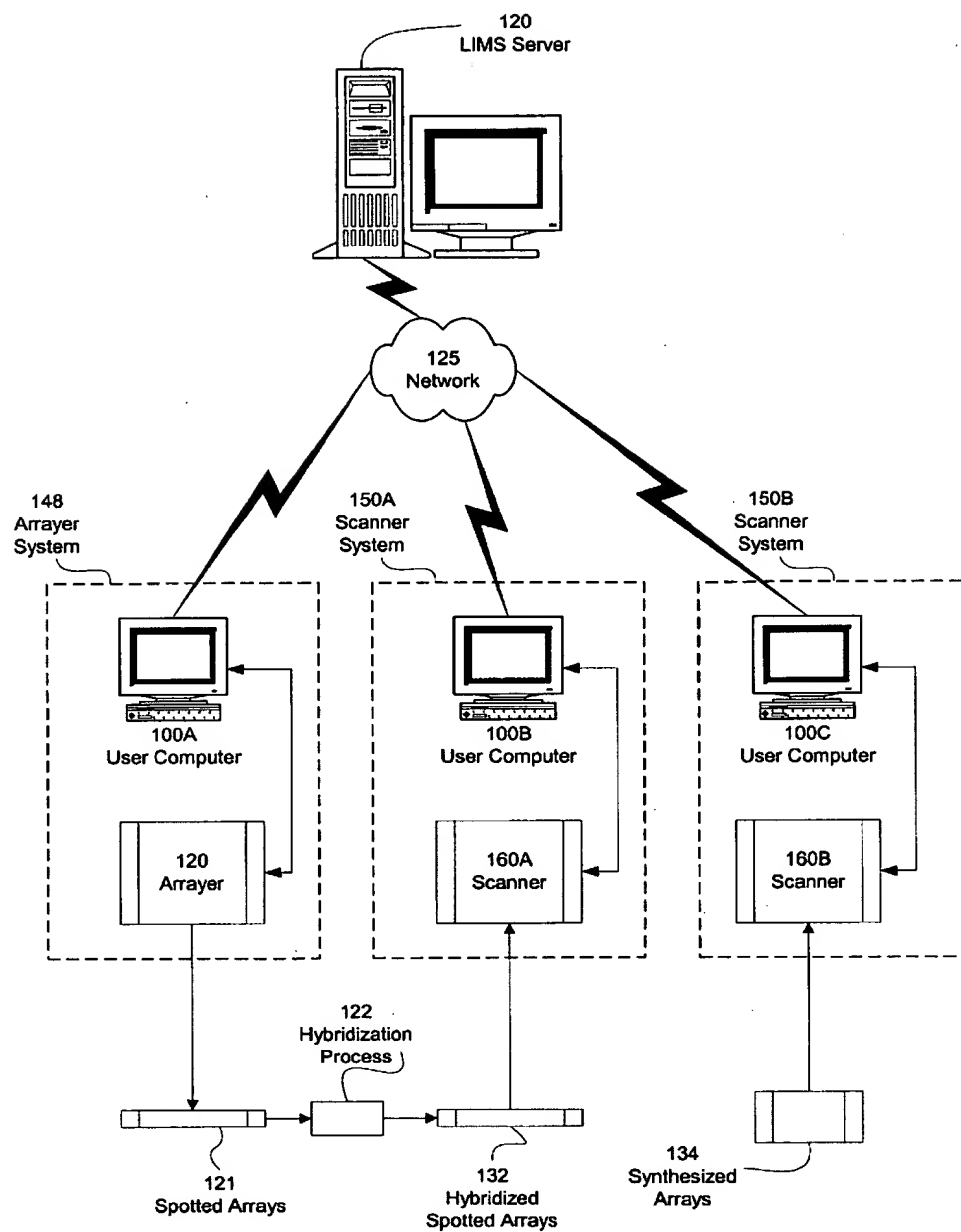 120
LIMS Server
125
Network
148
Arrayer
System
150A
Scanner
System
150B
Scanner
System
100A
User Computer
100B
User Computer
100C
User Computer
120
Arrayer
160A
Scanner
160B
Scanner
122
Hybridization
Process
121
Spotted Arrays
132
Hybridized
Spotted Arrays
134
Synthesized
Arrays